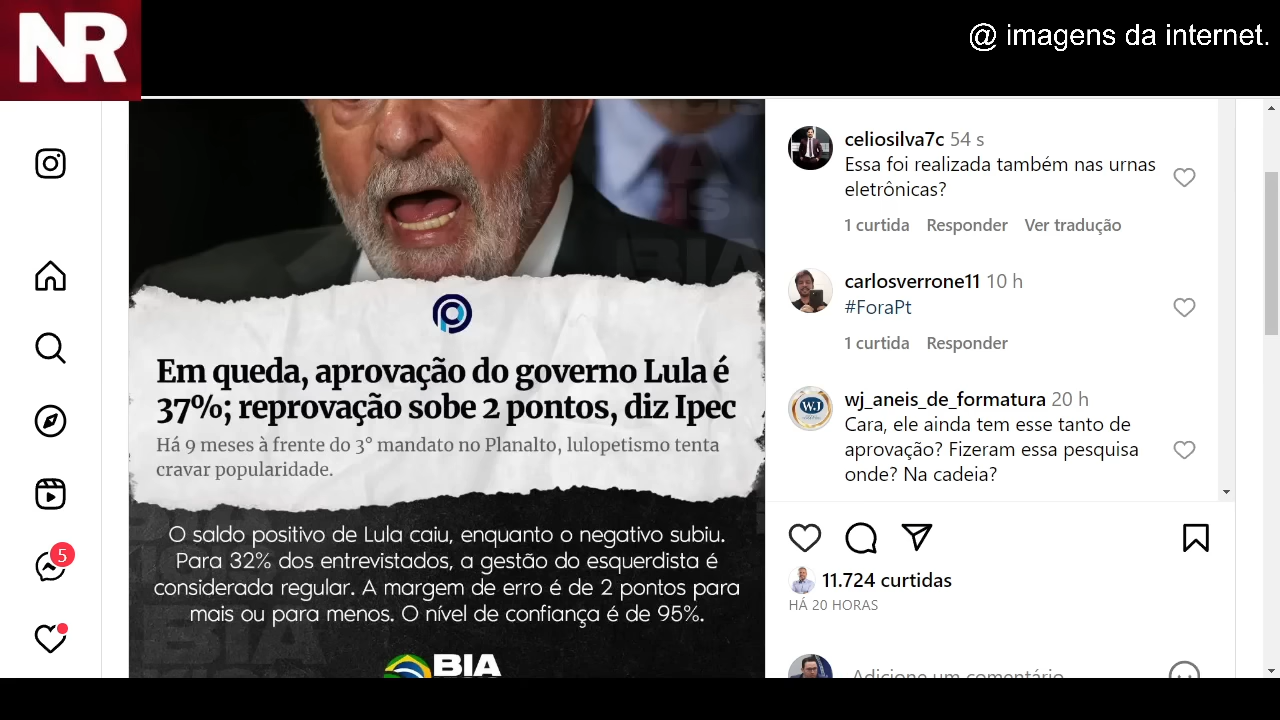 NR
@ imagens da internet.
Em queda, aprovação do governo Lula é
37%; reprovação sobe 2 pontos, diz Ipec
Há 9 meses à frente do 3° mandato no Planalto, lulopetismo tenta
cravar popularidade.
O saldo positivo de Lula caiu, enquanto o negativo subiu.
Para 32% dos entrevistados, a gestão do esquerdista é
considerada regular. A margem de erro é de 2 pontos para
mais ou para menos. O nível de confiança é de 95%.
BIA
celiosilva7c 54 s
Essa foi realizada também nas urnas
eletrônicas?
1 curtida Responder Ver tradução
carlosverrone11 10 h
#ForaPt
1 curtida Responder
wj_aneis_de_formatura 20 h
Cara, ele ainda tem esse tanto de
aprovação? Fizeram essa pesquisa
onde? Na cadeia?
5
11.724 curtidas
HÁ 20 HORAS
Adicione um comentário